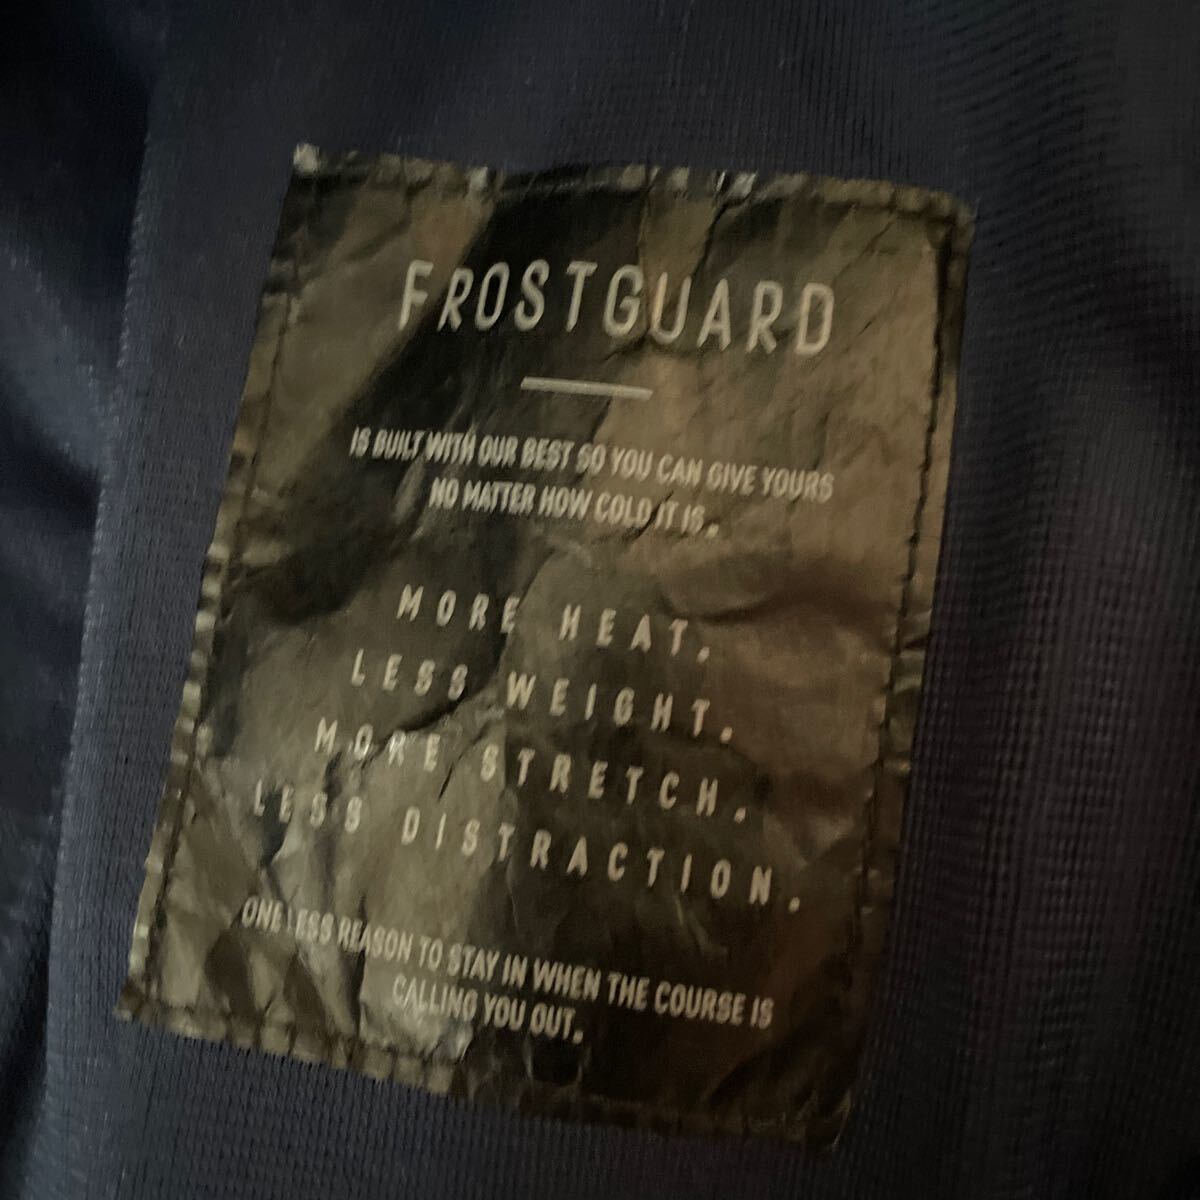 FROSTGUARD
IS BUILT WITH OUR BEST SO YOU CAN GIVE YOURS
NO MATTER HOW COLD IT IS.
MORE HEAT.
LESS WEIGHT.
MORE STRETCH.
LESS DISTRACTION.
ONE LESS REASON TO STAY IN WHEN THE COURSE IS
CALLING YOU OUT.